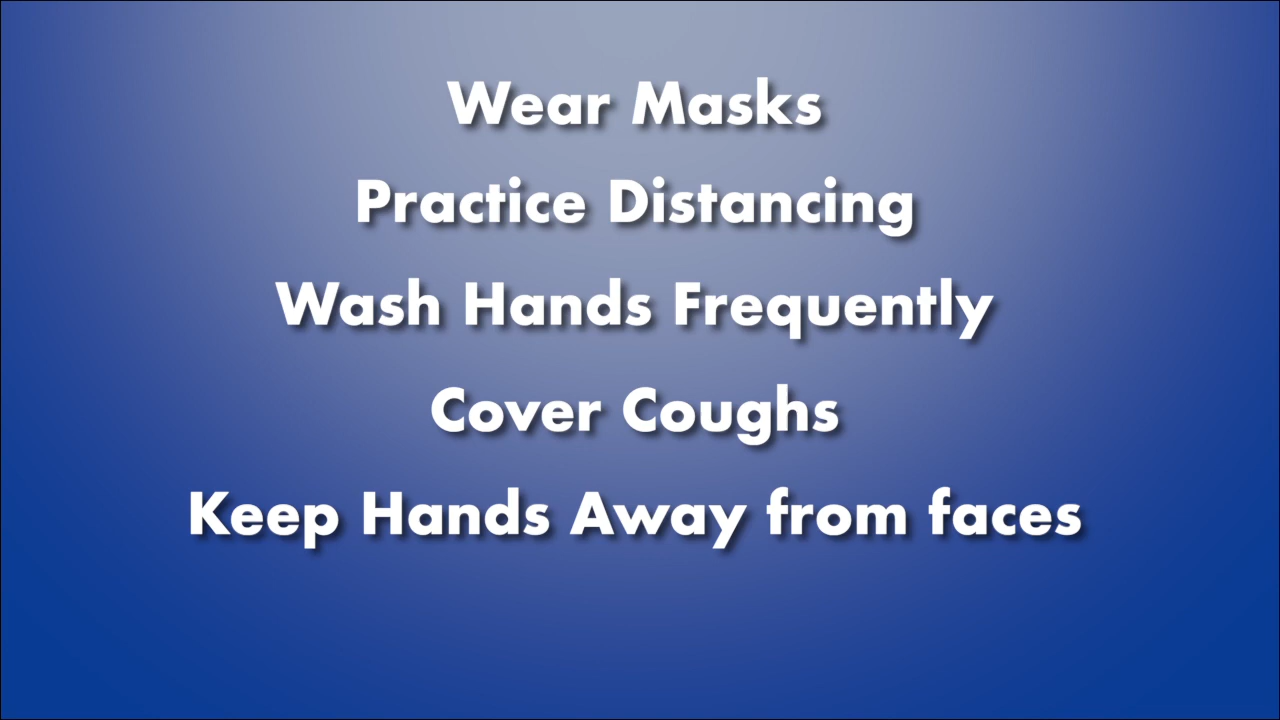 Wear Masks
Practice Distancing
Wash Hands Frequently
Cover Coughs
Keep Hands Away from faces